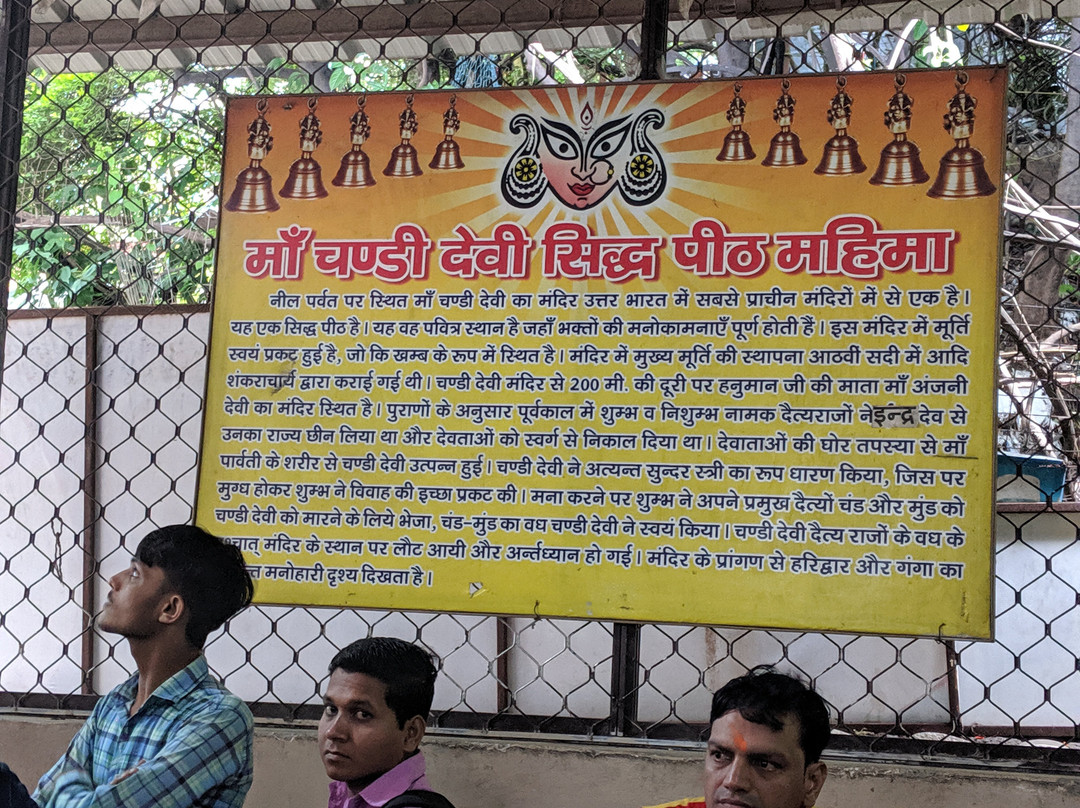 माँ चण्डी देवी सिद्ध पीठ महिमा
नील पर्वत पर स्थित माँ चण्डी देवी का मंदिर उत्तर भारत में सबसे प्राचीन मंदिरों में से एक है।
यह एक सिद्ध पीठ है। यह वह पवित्र स्थान है जहाँ भक्तों की मनोकामनाएँ पूर्ण होती हैं। इस मंदिर में मूर्ति
स्वयं प्रकट हुई है, जो कि खम्ब के रूप में स्थित है। मंदिर में मुख्य मूर्ति की स्थापना आठवीं सदी में आदि
शंकराचार्य द्वारा कराई गई थी। चण्डी देवी मंदिर से 200 मी. की दूरी पर हनुमान जी की माता माँ अंजनी
देवी का मंदिर स्थित है। पुराणों के अनुसार पूर्वकाल में शुम्भ व निशुम्भ नामक दैत्यराजों ने इन्द्र देव से
उनका राज्य छीन लिया था और देवताओं को स्वर्ग से निकाल दिया था। देवाताओं की घोर तपस्या से माँ
पार्वती के शरीर से चण्डी देवी उत्पन्न हुई। चण्डी देवी ने अत्यन्त सुन्दर स्त्री का रूप धारण किया, जिस पर
मुग्ध होकर शुम्भ ने विवाह की इच्छा प्रकट की। मना करने पर शुम्भ ने अपने प्रमुख दैत्यों चंड और मुंड को
चण्डी देवी को मारने के लिये भेजा, चंड-मुंड का वध चण्डी देवी ने स्वयं किया। चण्डी देवी दैत्य राजों के वध के
मंदिर के स्थान पर लौट आयी और अर्न्तध्यान हो गई। मंदिर के प्रांगण से हरिद्वार और गंगा का
मनोहारी दृश्य दिखता है।